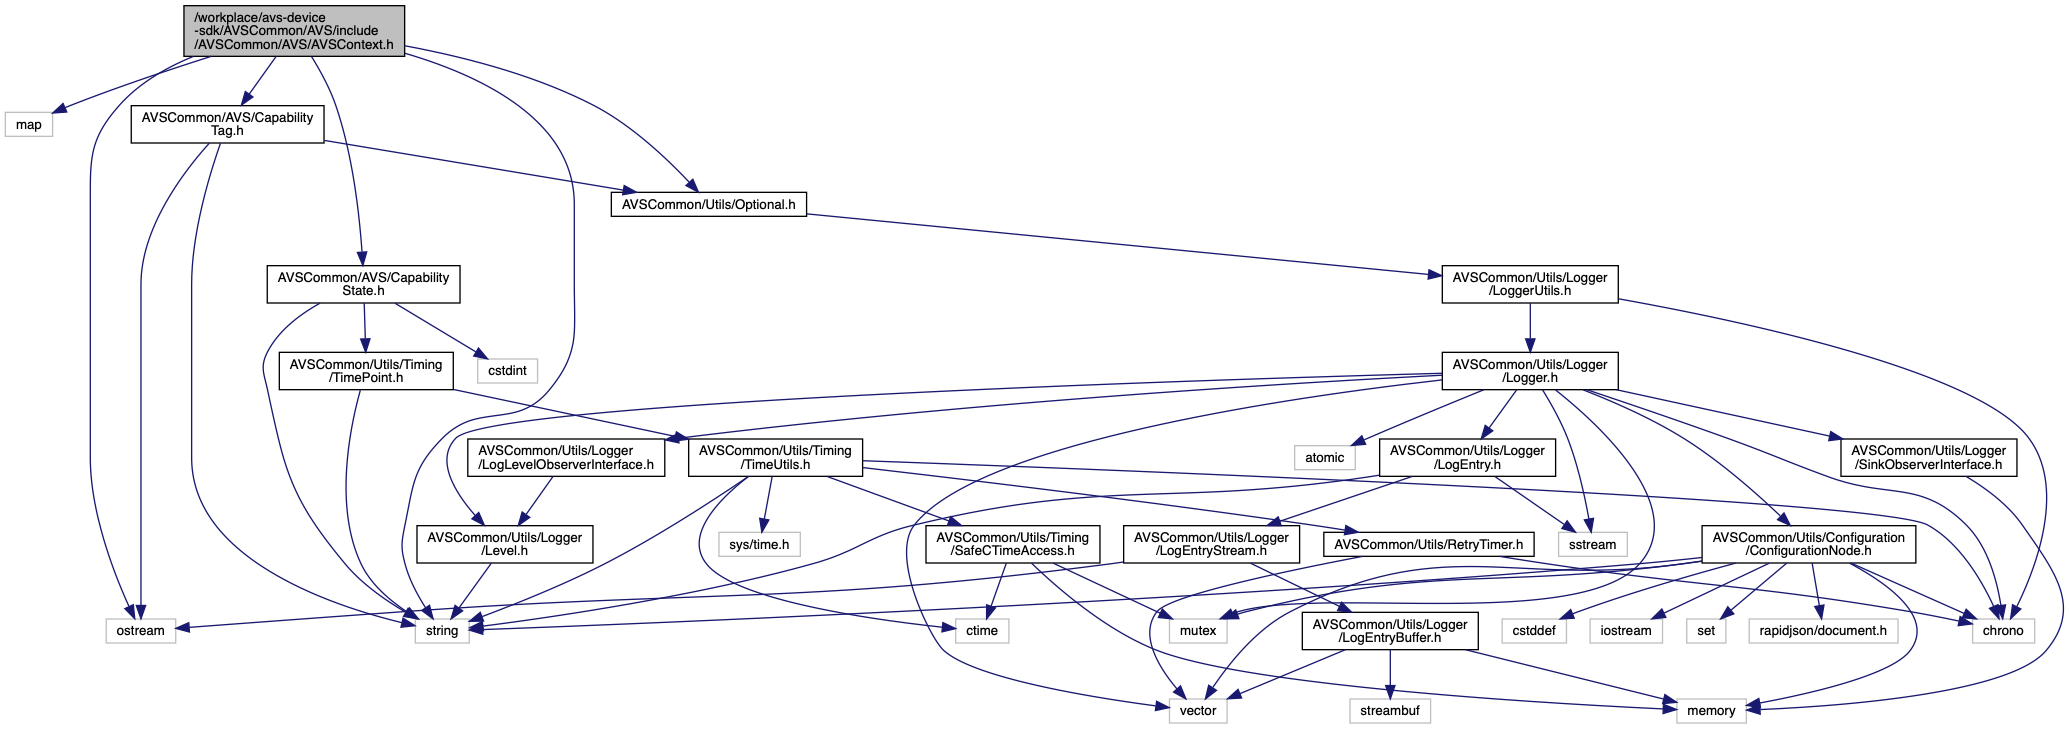 /workplace/avs-device
-sdk/AVSCommon/AVS/include
/AVSCommon/AVS/AVSContext.h
map
AVSCommon/AVS/Capability
Tag.h
AVSCommon/Utils/Optional.h
AVSCommon/AVS/Capability
State.h
AVSCommon/Utils/Logger
/LoggerUtils.h
AVSCommon/Utils/Timing
/TimePoint.h
cstdint
AVSCommon/Utils/Logger
/Logger.h
AVSCommon/Utils/Logger
/LogLevelObserverInterface.h
AVSCommon/Utils/Timing
/TimeUtils.h
atomic
AVSCommon/Utils/Logger
/LogEntry.h
AVSCommon/Utils/Logger
/SinkObserverInterface.h
AVSCommon/Utils/Logger
/Level.h
sys/time.h
AVSCommon/Utils/Timing
/SafeCTimeAccess.h
AVSCommon/Utils/Logger
/LogEntryStream.h
AVSCommon/Utils/RetryTimer.h
sstream
AVSCommon/Utils/Configuration
/ConfigurationNode.h
ostream
string
ctime
mutex
AVSCommon/Utils/Logger
/LogEntryBuffer.h
cstddef
iostream
set
rapidjson/document.h
chrono
vector
streambuf
memory